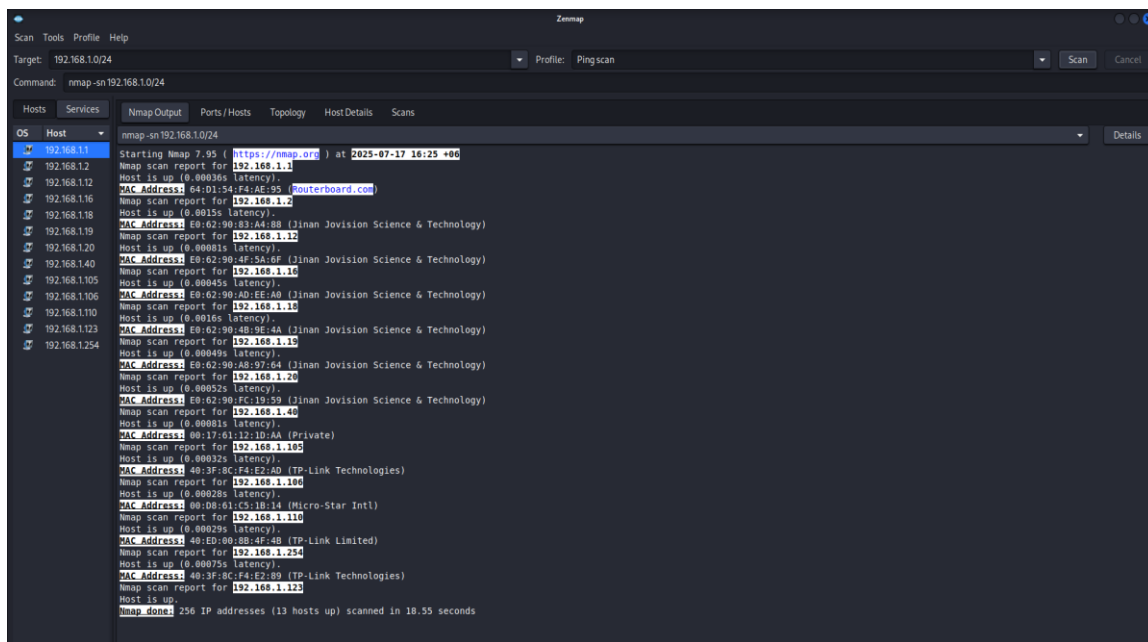 Zenmap
Scan Tools Profile Help
Target: 192.168.1.0/24 Profile: Ping scan Scan Cancel
Command: nmap -sn 192.168.1.0/24
Hosts Services
Nmap Output Ports / Hosts Topology Host Details Scans
OS Host
nmap -sn 192.168.1.0/24 Details
192.168.1.1
192.168.1.2
192.168.1.12
192.168.1.16
192.168.1.18
192.168.1.19
192.168.1.20
192.168.1.40
192.168.1.105
192.168.1.106
192.168.1.110
192.168.1.123
192.168.1.254
Starting Nmap 7.95 ( https://nmap.org ) at 2025-07-17 16:25 +06
Nmap scan report for 192.168.1.1
Host is up (0.00036s latency).
MAC Address: 64:D1:54:F4:AE:95 (Routerboard.com)
Nmap scan report for 192.168.1.2
Host is up (0.0015s latency).
MAC Address: E0:62:90:83:A4:88 (Jinan Jovision Science & Technology)
Nmap scan report for 192.168.1.12
Host is up (0.00081s latency).
MAC Address: E0:62:90:4F:5A:6F (Jinan Jovision Science & Technology)
Nmap scan report for 192.168.1.16
Host is up (0.00045s latency).
MAC Address: E0:62:90:AD:EE:A0 (Jinan Jovision Science & Technology)
Nmap scan report for 192.168.1.18
Host is up (0.0016s latency).
MAC Address: E0:62:90:4B:9E:4A (Jinan Jovision Science & Technology)
Nmap scan report for 192.168.1.19
Host is up (0.00049s latency).
MAC Address: E0:62:90:A8:97:64 (Jinan Jovision Science & Technology)
Nmap scan report for 192.168.1.20
Host is up (0.00052s latency).
MAC Address: E0:62:90:FC:19:59 (Jinan Jovision Science & Technology)
Nmap scan report for 192.168.1.40
Host is up (0.00081s latency).
MAC Address: 00:17:61:12:1D:AA (Private)
Nmap scan report for 192.168.1.105
Host is up (0.00032s latency).
MAC Address: 40:3F:8C:F4:E2:AD (TP-Link Technologies)
Nmap scan report for 192.168.1.106
Host is up (0.00028s latency).
MAC Address: 00:D8:61:C5:1B:14 (Micro-Star Intl)
Nmap scan report for 192.168.1.110
Host is up (0.00029s latency).
MAC Address: 40:ED:00:8B:4F:4B (TP-Link Limited)
Nmap scan report for 192.168.1.254
Host is up (0.00075s latency).
MAC Address: 40:3F:8C:F4:E2:89 (TP-Link Technologies)
Nmap scan report for 192.168.1.123
Host is up.
Nmap done: 256 IP addresses (13 hosts up) scanned in 18.55 seconds